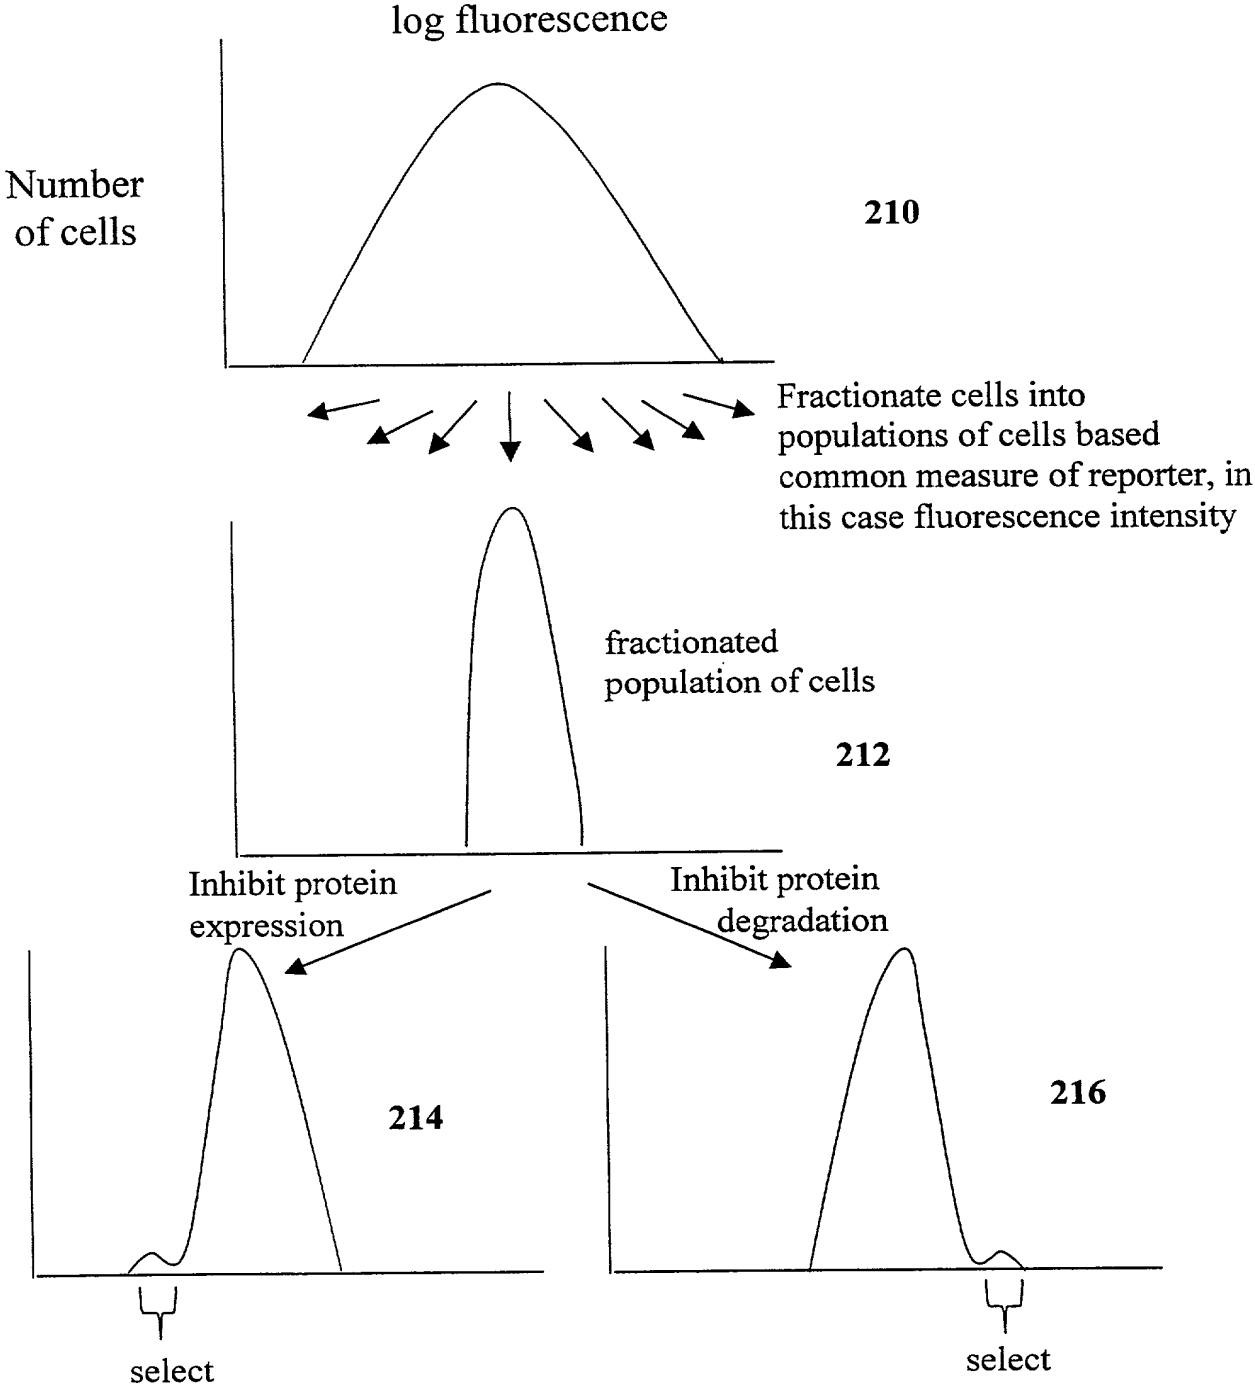 log fluorescence
Number
of cells
210
Fractionate cells into
populations of cells based
common measure of reporter, in
this case fluorescence intensity
fractionated
population of cells
212
Inhibit protein
expression
Inhibit protein
degradation
214
216
select
select